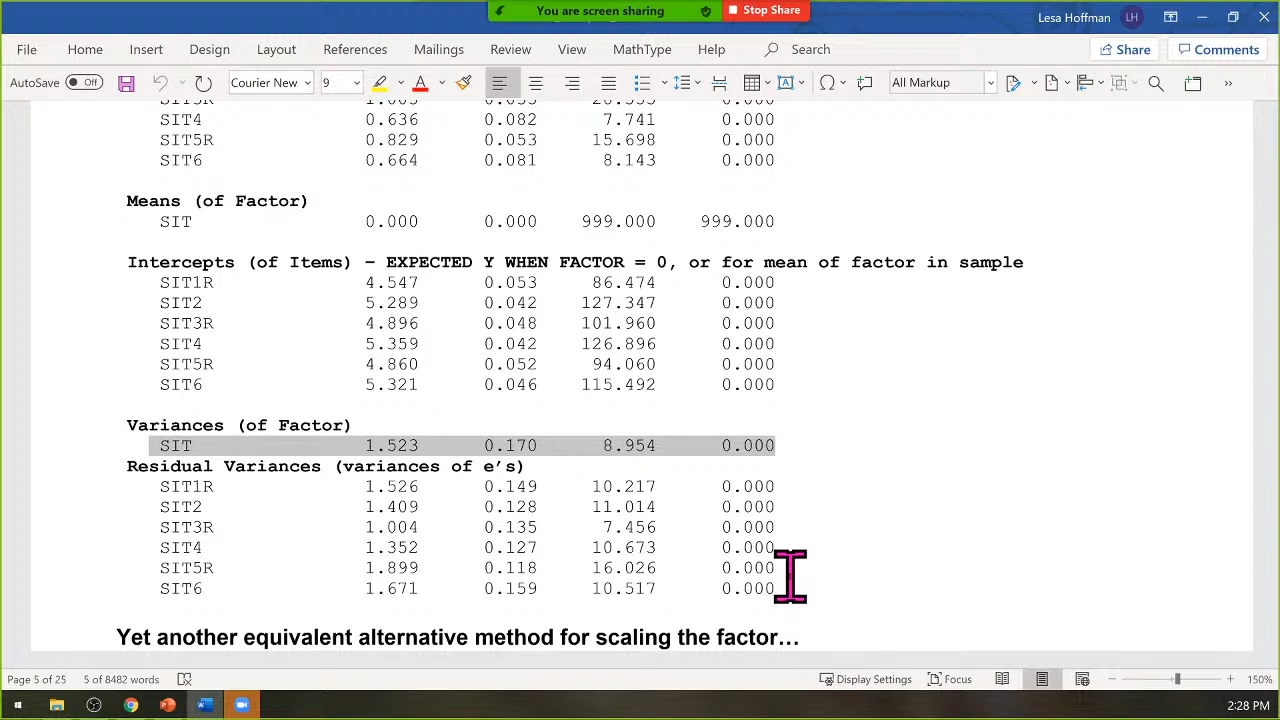 You are screen sharing Stop Share
Lesa Hoffman LH
File Home Insert Design Layout References Mailings Review View MathType Help Search Share Comments
AutoSave Off Courier New 9 All Markup
SIT4 0.636 0.082 7.741 0.000
SIT5R 0.829 0.053 15.698 0.000
SIT6 0.664 0.081 8.143 0.000
Means (of Factor)
SIT 0.000 0.000 999.000 999.000
Intercepts (of Items) – EXPECTED Y WHEN FACTOR = 0, or for mean of factor in sample
SIT1R 4.547 0.053 86.474 0.000
SIT2 5.289 0.042 127.347 0.000
SIT3R 4.896 0.048 101.960 0.000
SIT4 5.359 0.042 126.896 0.000
SIT5R 4.860 0.052 94.060 0.000
SIT6 5.321 0.046 115.492 0.000
Variances (of Factor)
SIT 1.523 0.170 8.954 0.000
Residual Variances (variances of e’s)
SIT1R 1.526 0.149 10.217 0.000
SIT2 1.409 0.128 11.014 0.000
SIT3R 1.004 0.135 7.456 0.000
SIT4 1.352 0.127 10.673 0.000
SIT5R 1.899 0.118 16.026 0.000
SIT6 1.671 0.159 10.517 0.000
Yet another equivalent alternative method for scaling the factor…
Page 5 of 25 5 of 8482 words Display Settings Focus 150%
2:28 PM